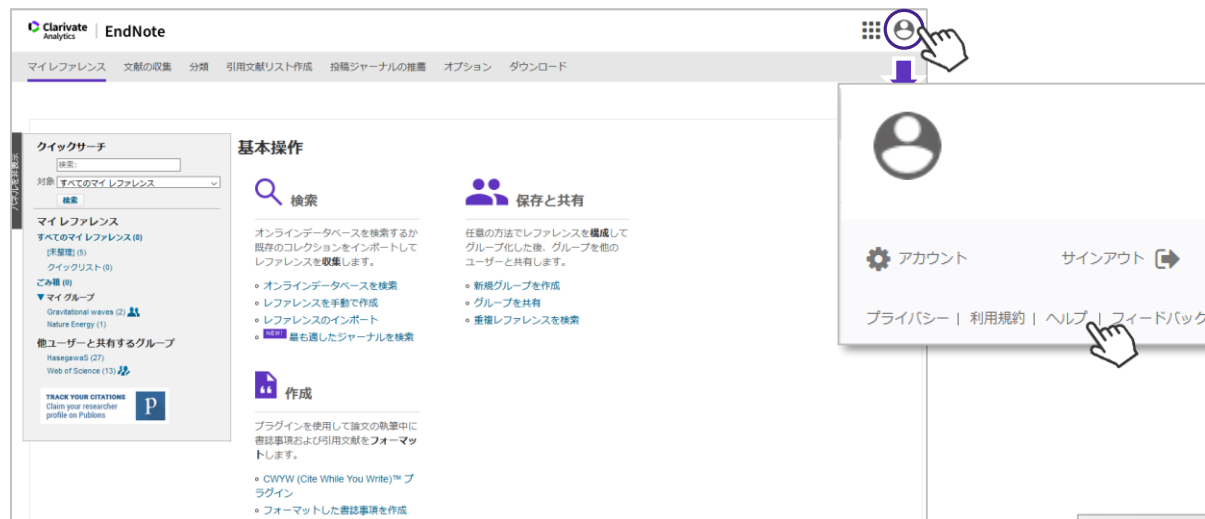 Clarivate
Analytics
EndNote
マイレファレンス 文献の収集 分類 引用文献リスト作成 投稿ジャーナルの推薦 オプション ダウンロード
パネルを非表示
クイックサーチ
検索:
対象 すべてのマイ レファレンス
検索
マイ レファレンス
すべてのマイ レファレンス (8)
[未整理] (5)
クイックリスト (0)
ごみ箱 (0)
▼マイ グループ
Gravitational waves (2)
Nature Energy (1)
他ユーザーと共有するグループ
HasegawaS (27)
Web of Science (13)
TRACK YOUR CITATIONS
Claim your researcher
profile on Publons
P
基本操作
検索
オンラインデータベースを検索するか
既存のコレクションをインポートして
レファレンスを収集します。
オンラインデータベースを検索
レファレンスを手動で作成
レファレンスのインポート
NEW! 最も適したジャーナルを検索
保存と共有
任意の方法でレファレンスを構成して
グループ化した後、グループを他の
ユーザーと共有します。
新規グループを作成
グループを共有
重複レファレンスを検索
作成
プラグインを使用して論文の執筆中に
書誌事項および引用文献をフォーマッ
トします。
CWYW (Cite While You Write)™ プ
ラグイン
フォーマットした書誌事項を作成
アカウント サインアウト
プライバシー | 利用規約 | ヘルプ | フィードバック